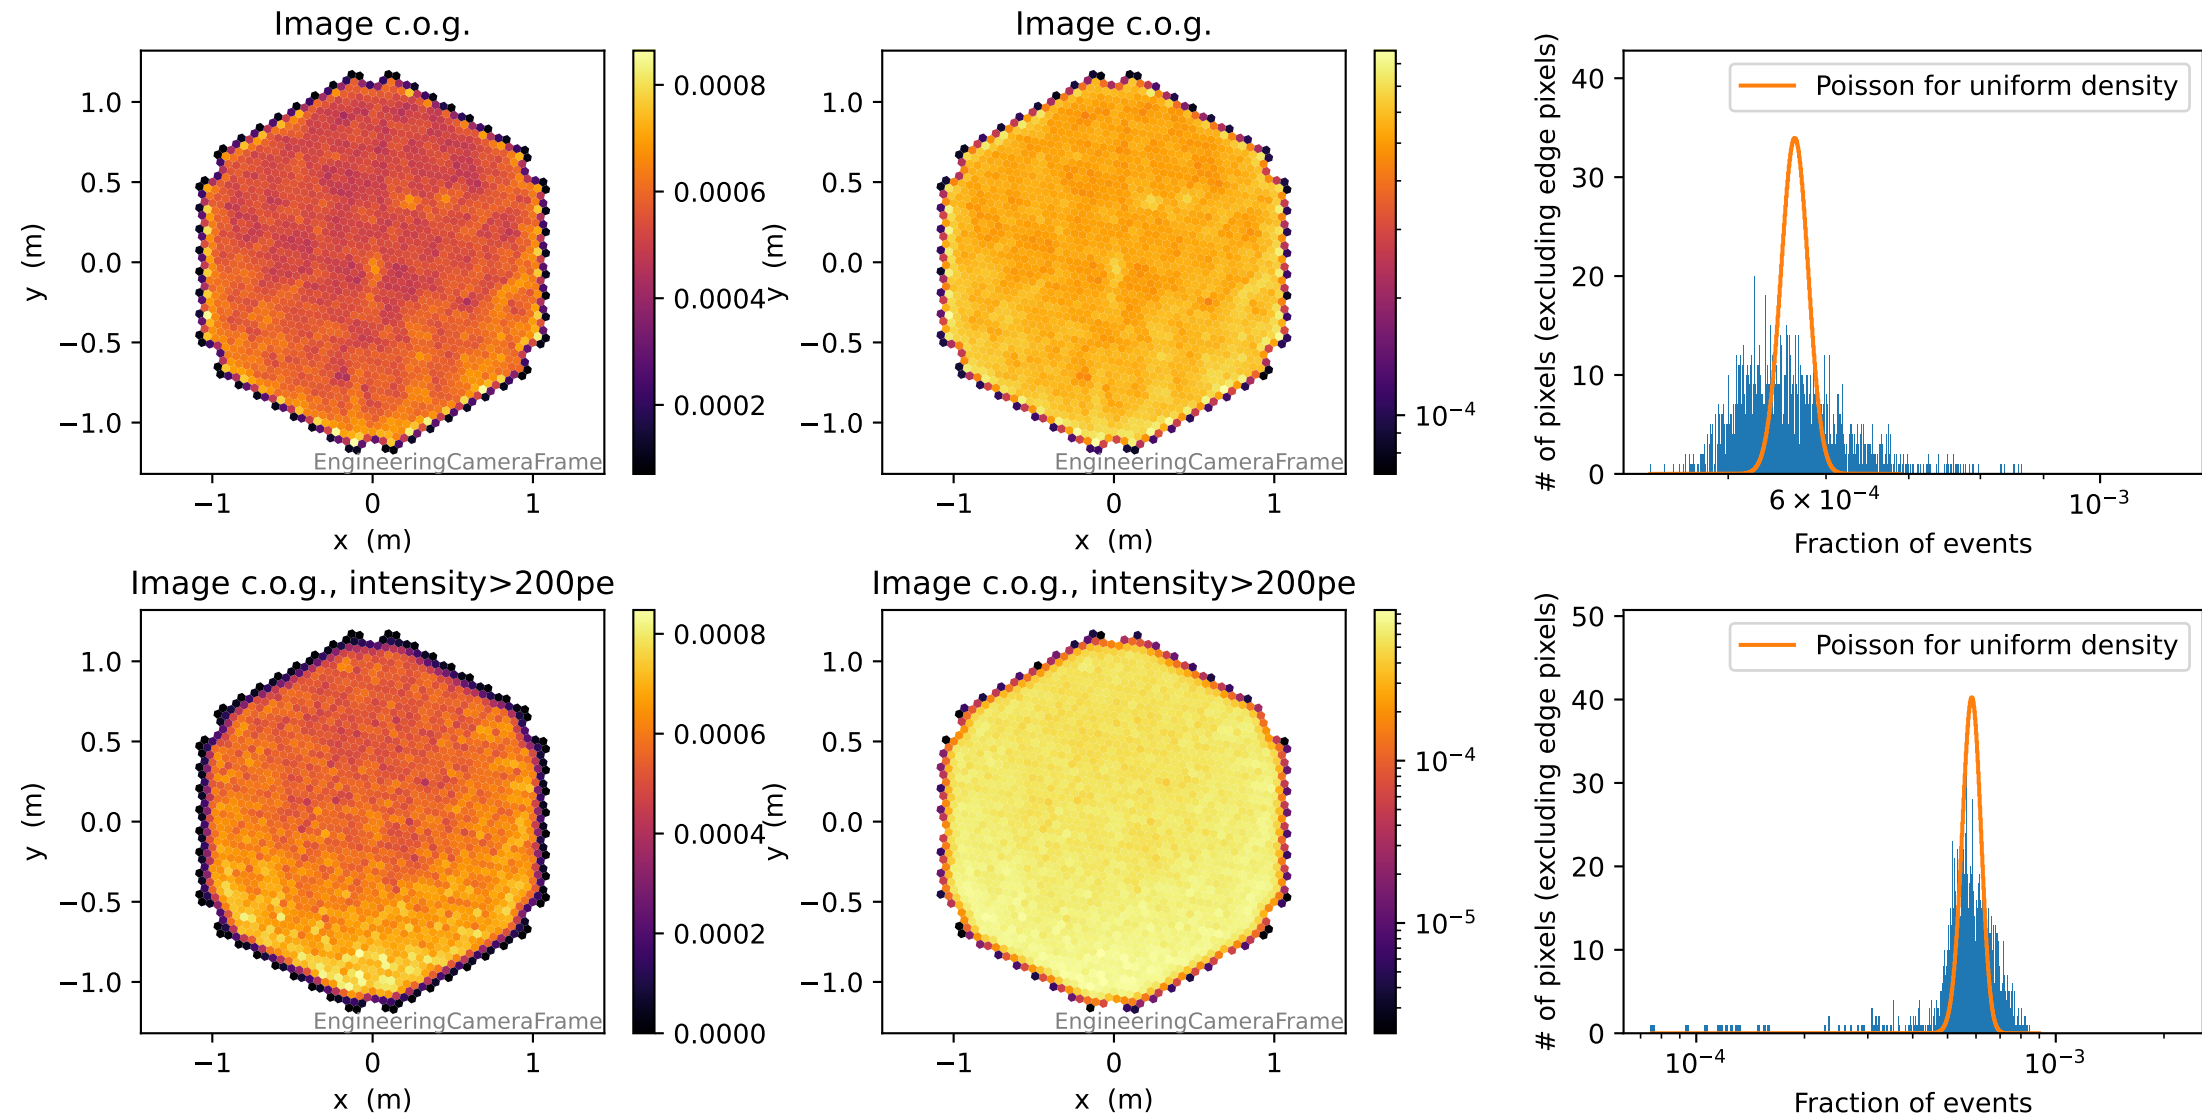 Image c.o.g.
1.0
0.5
0.0
−0.5
−1.0
y (m)
−1 0 1
x (m)
EngineeringCameraFrame
0.0008
0.0006
0.0004
0.0002
Image c.o.g.
1.0
0.5
0.0
−0.5
−1.0
y (m)
−1 0 1
x (m)
EngineeringCameraFrame
10⁻⁴
# of pixels (excluding edge pixels)
40
30
20
10
0
Poisson for uniform density
6 × 10⁻⁴ 10⁻³
Fraction of events
Image c.o.g., intensity>200pe
1.0
0.5
0.0
−0.5
−1.0
y (m)
−1 0 1
x (m)
EngineeringCameraFrame
0.0008
0.0006
0.0004
0.0002
0.0000
Image c.o.g., intensity>200pe
1.0
0.5
0.0
−0.5
−1.0
y (m)
−1 0 1
x (m)
EngineeringCameraFrame
10⁻⁴
10⁻⁵
# of pixels (excluding edge pixels)
50
40
30
20
10
0
Poisson for uniform density
10⁻⁴ 10⁻³
Fraction of events